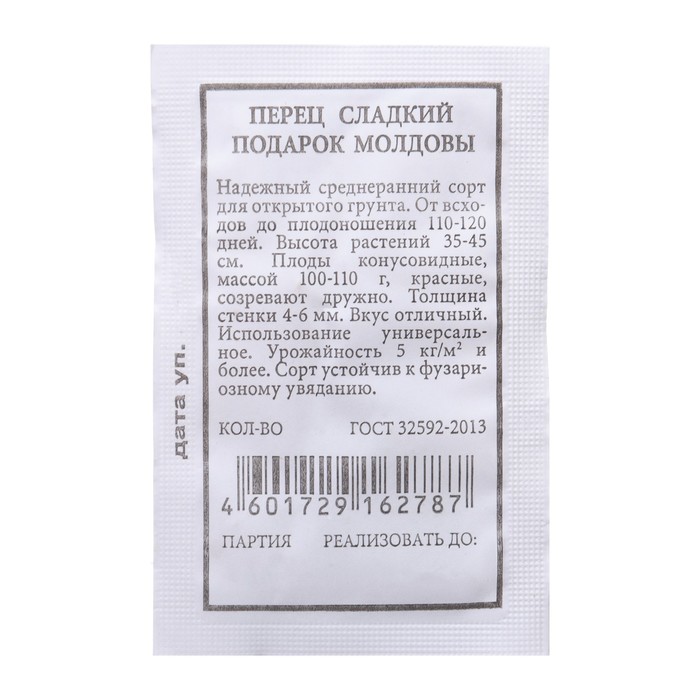 ПЕРЕЦ СЛАДКИЙ
ПОДАРОК МОЛДОВЫ
Надежный среднеранний сорт
для открытого грунта. От всхо-
дов до плодоношения 110-120
дней. Высота растений 35-45
см. Плоды конусовидные,
массой 100-110 г, красные,
созревают дружно. Толщина
стенки 4-6 мм. Вкус отличный.
Использование универсаль-
ное. Урожайность 5 кг/м² и
более. Сорт устойчив к фузари-
озному увяданию.
КОЛ-ВО ГОСТ 32592-2013
4 601729 162787
ПАРТИЯ РЕАЛИЗОВАТЬ ДО:
дата уп.